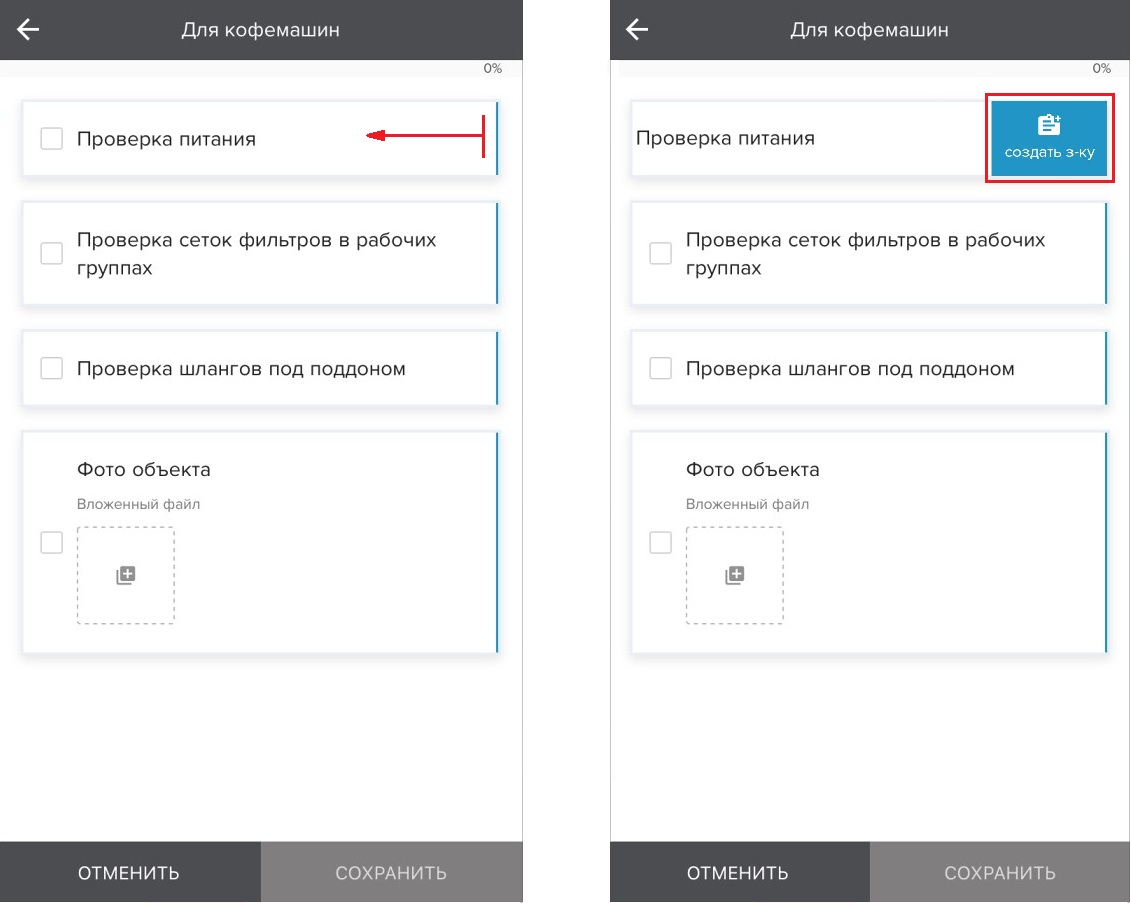 Для кофемашин
0%
Проверка питания
Проверка сеток фильтров в рабочих
группах
Проверка шлангов под поддоном
Фото объекта
Вложенный файл
ОТМЕНИТЬ
СОХРАНИТЬ
Для кофемашин
0%
Проверка питания
создать з-ку
Проверка сеток фильтров в рабочих
группах
Проверка шлангов под поддоном
Фото объекта
Вложенный файл
ОТМЕНИТЬ
СОХРАНИТЬ